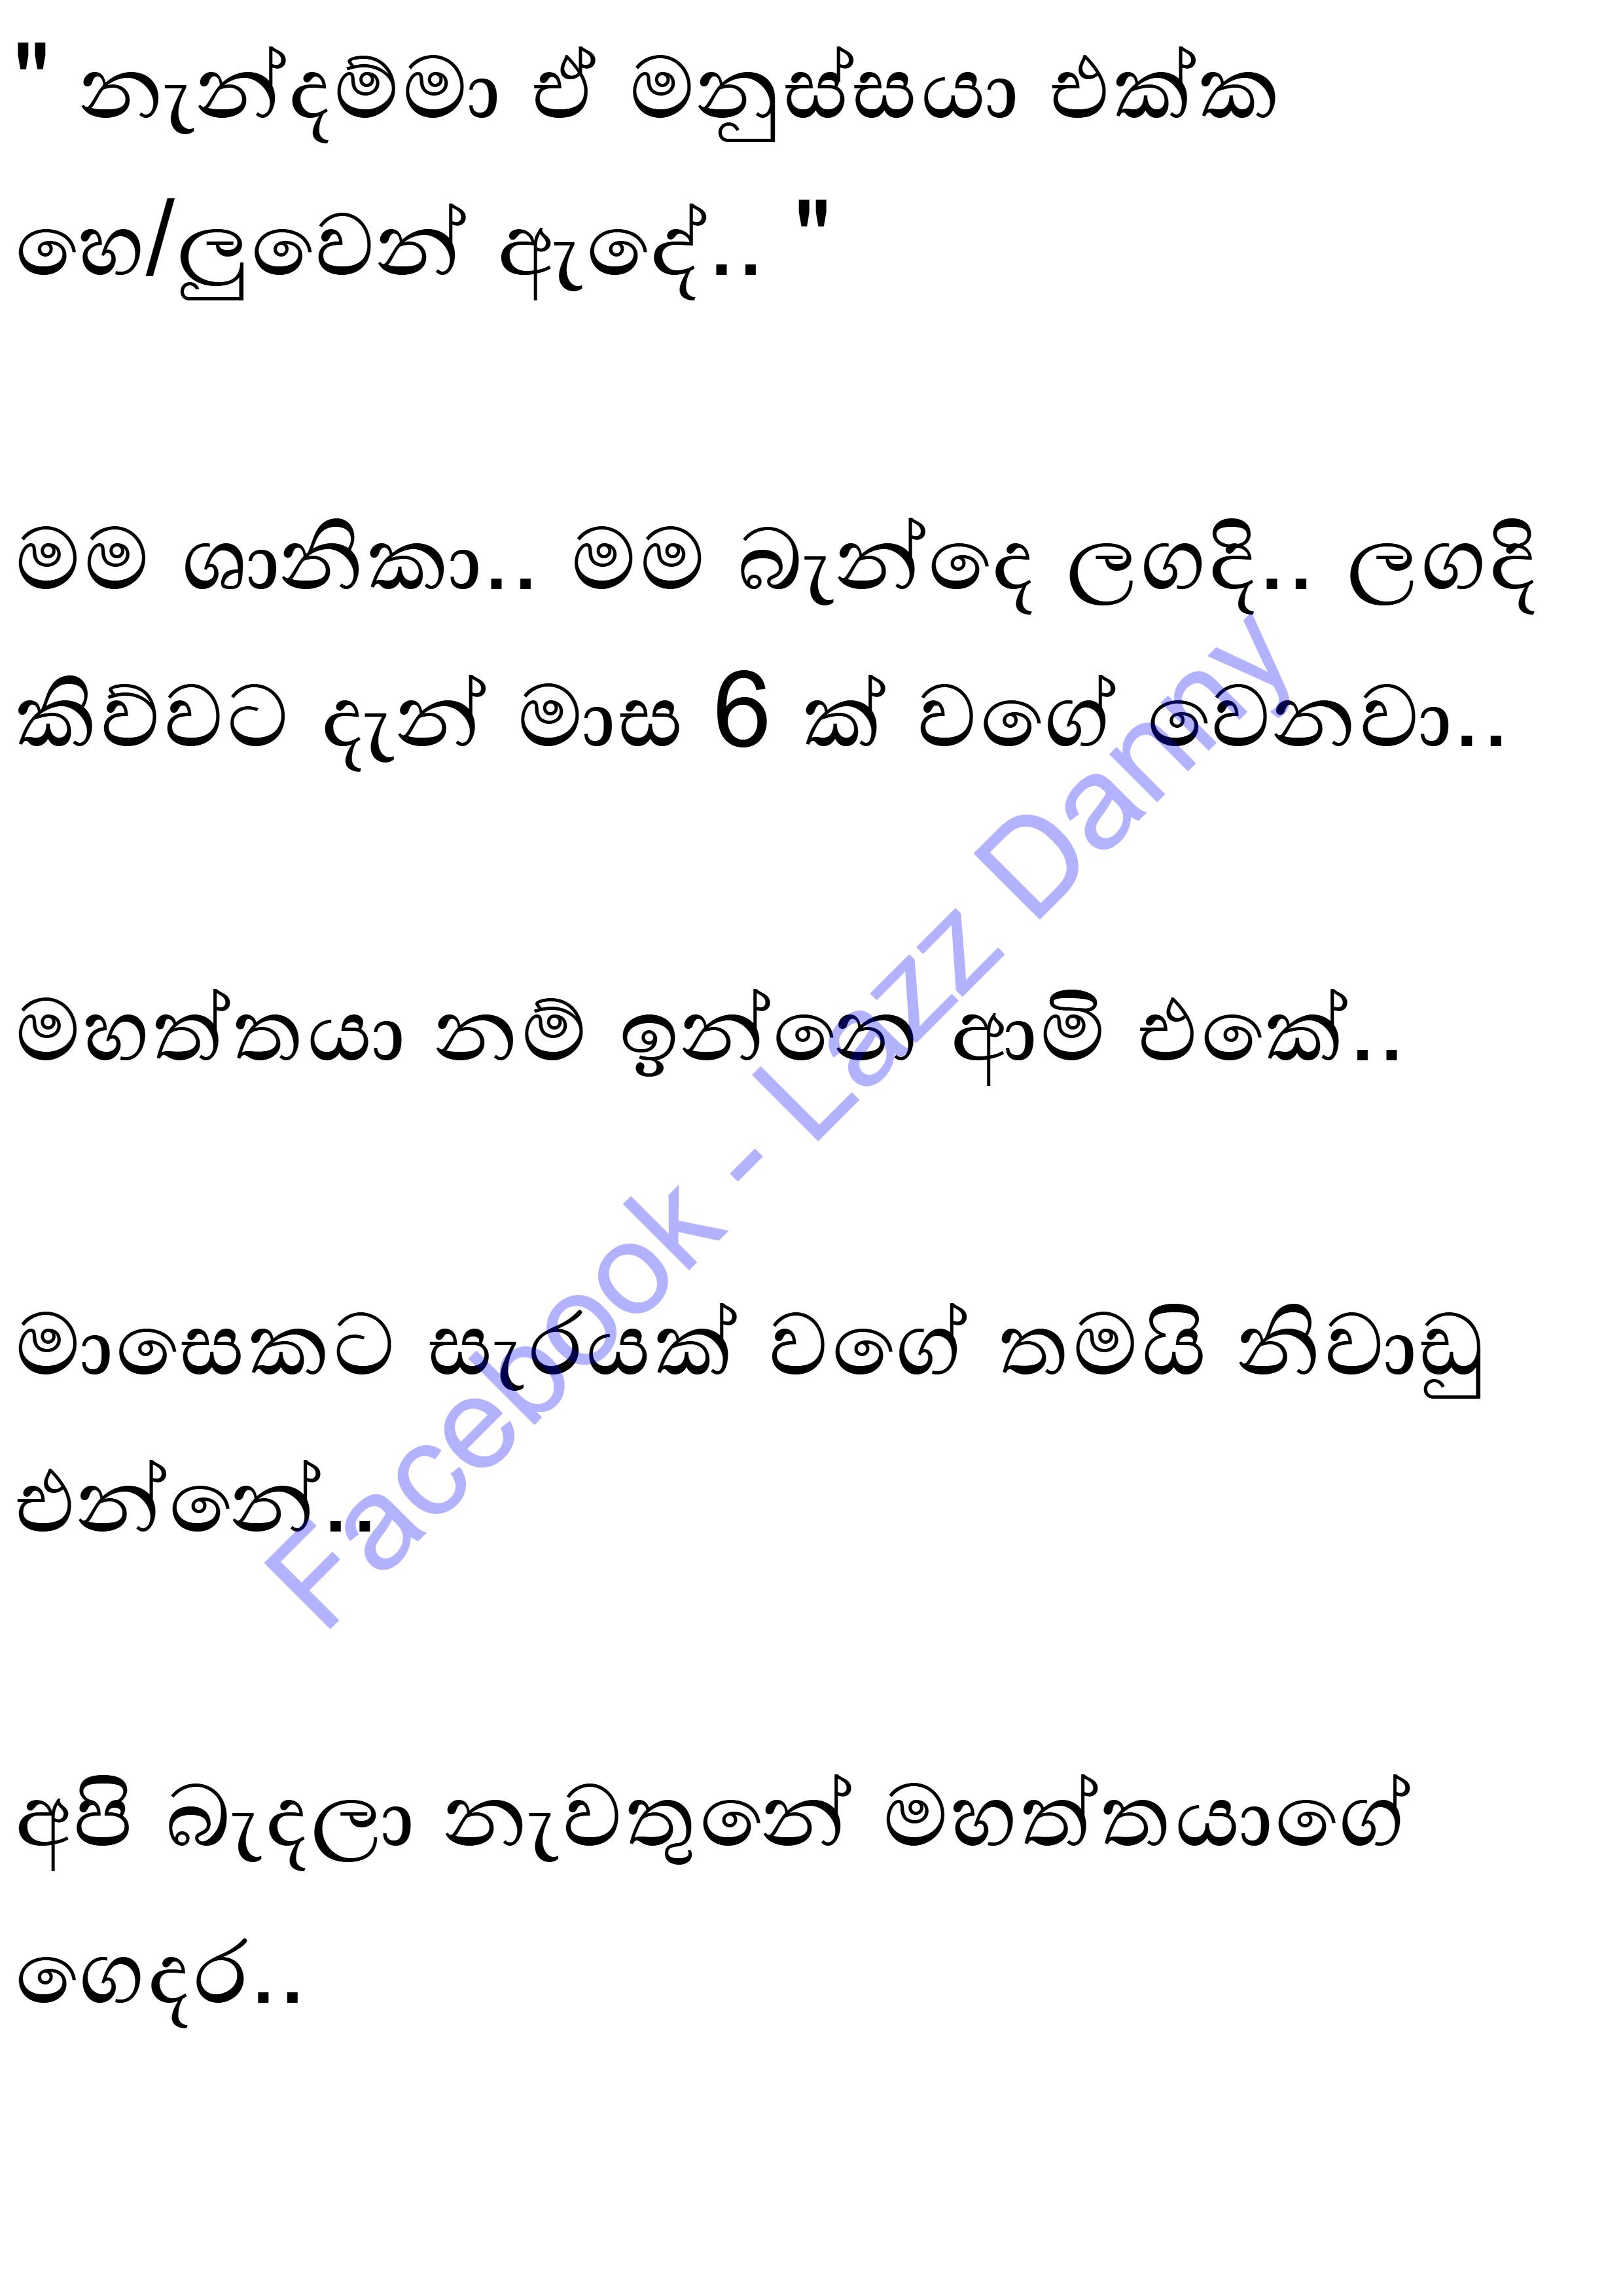 " නැන්දම්මා ඒ මනුස්සයා එක්ක
හෙ/ලුවෙන් ඇදේ.. "
මම ශානිකා.. මම බැන්දෙ ලගදි.. ලගදි
කිව්වට දැන් මාස 6 ක් වගේ වෙනවා..
මහත්තයා නම් ඉන්නෙ ආමි එකේ..
මාසෙකට සැරයක් වගේ තමයි නිවාඩු
එන්නේ..
අපි බැදලා නැවතුනේ මහත්තයාගේ
ගෙදර..
Facebook - Lazz Danny